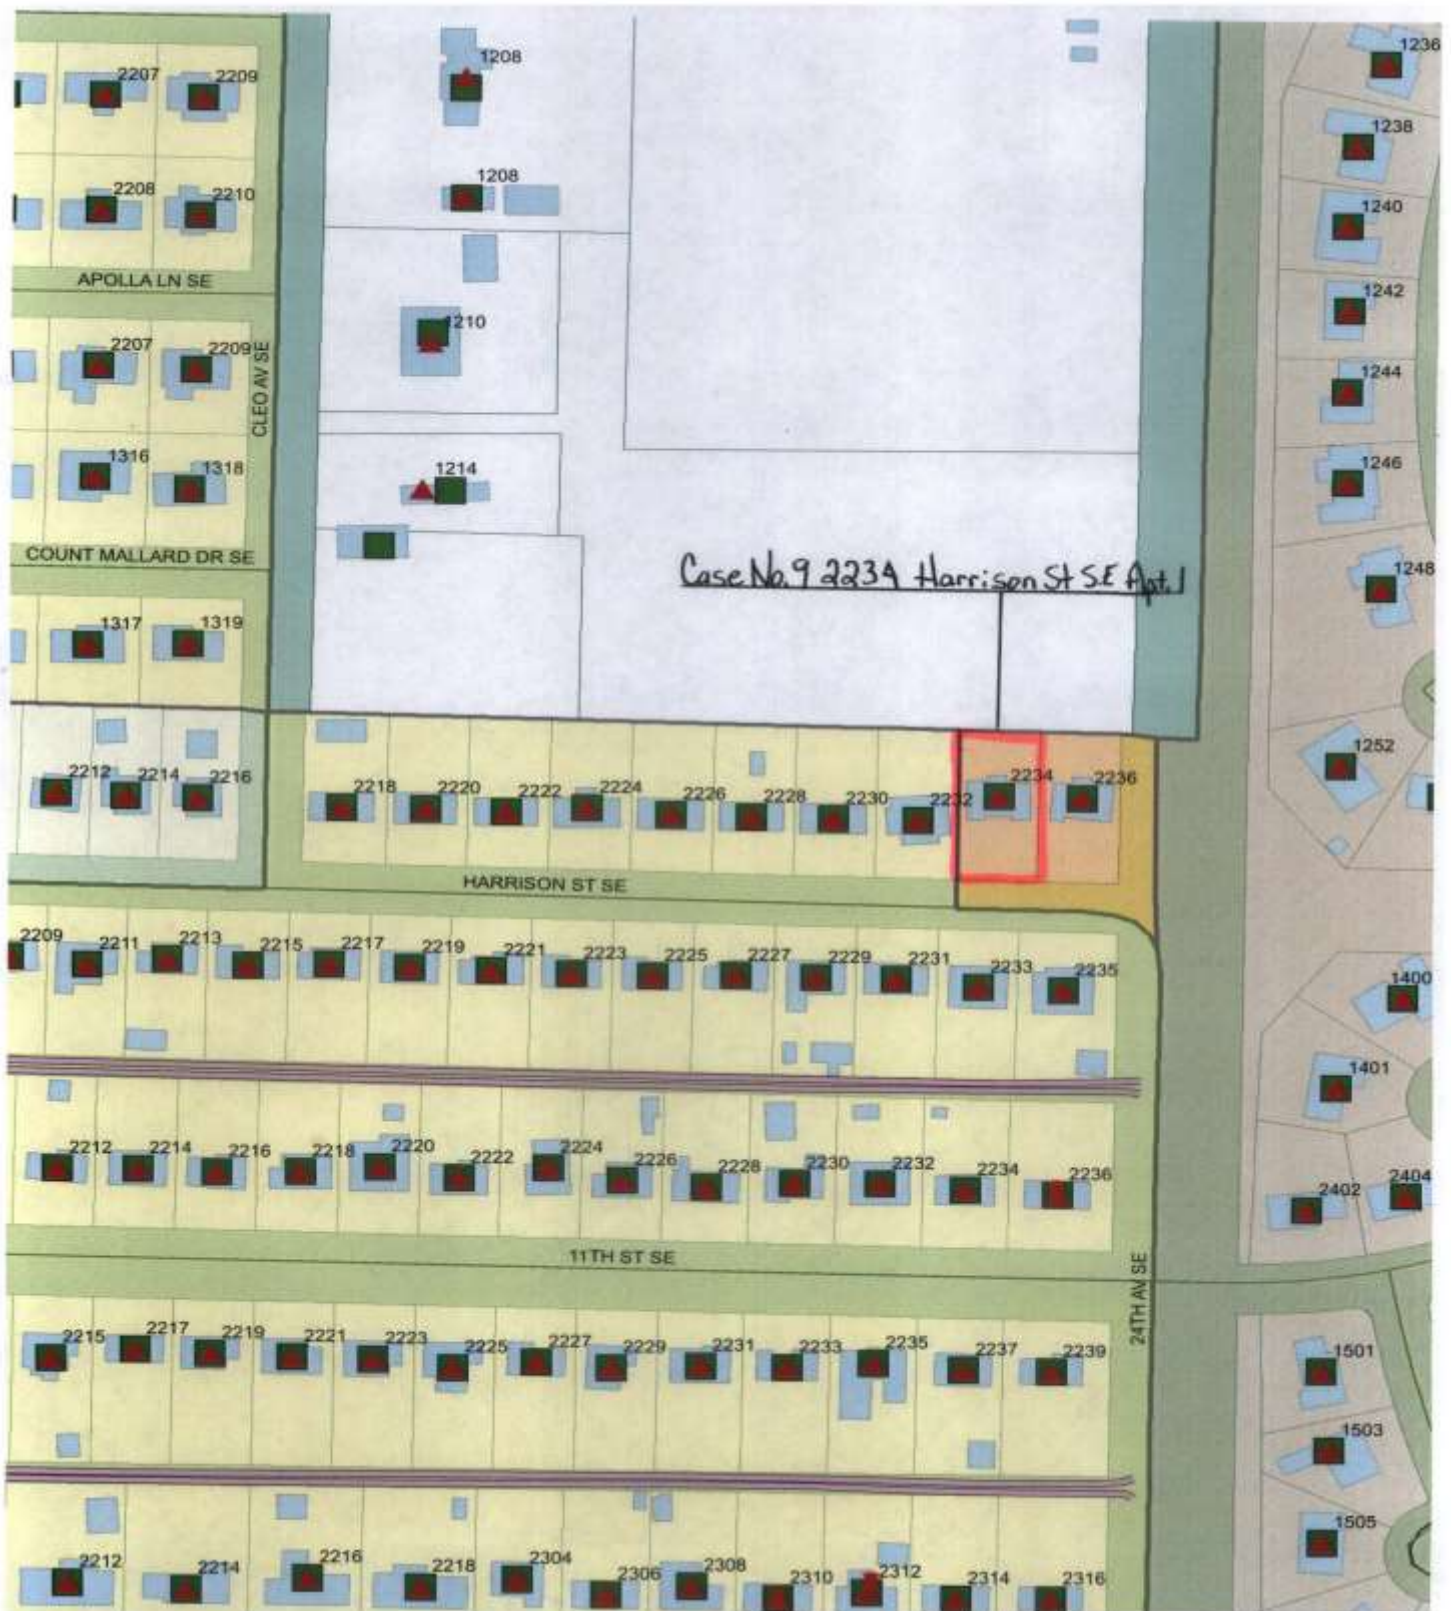 1208
1236
2207 2209
1238
1208
2208 2210
1240
APOLLA LN SE
1242
1210
2207 2209
CLEO AV SE
1244
1316 1318
1214
1246
COUNT MALLARD DR SE
Case No. 9 2234 Harrison St S.E Apt. 1
1248
1317 1319
1252
2212 2214 2216
2218 2220 2222 2224 2226 2228 2230 2232 2234 2236
HARRISON ST SE
2209 2211 2213 2215 2217 2219 2221 2223 2225 2227 2229 2231 2233 2235
1400
1401
2212 2214 2216 2218 2220 2222 2224 2226 2228 2230 2232 2234 2236
2402 2404
11TH ST SE
24TH AV SE
2215 2217 2219 2221 2223 2225 2227 2229 2231 2233 2235 2237 2239
1501
1503
1505
2212 2214 2216 2218 2304 2306 2308 2310 2312 2314 2316